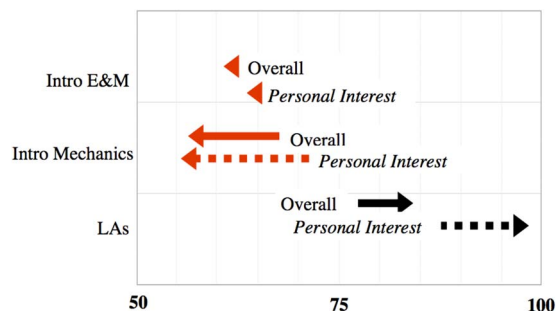 Overall
Intro E&M
Personal Interest
Overall
Intro Mechanics
Personal Interest
Overall
Personal Interest
LAs
50 75 100